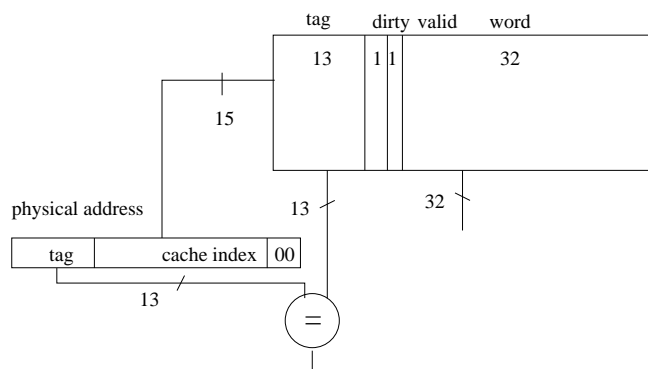 tag dirty valid word
13 1 1 32
15
physical address
13 32
tag cache index 00
13
=